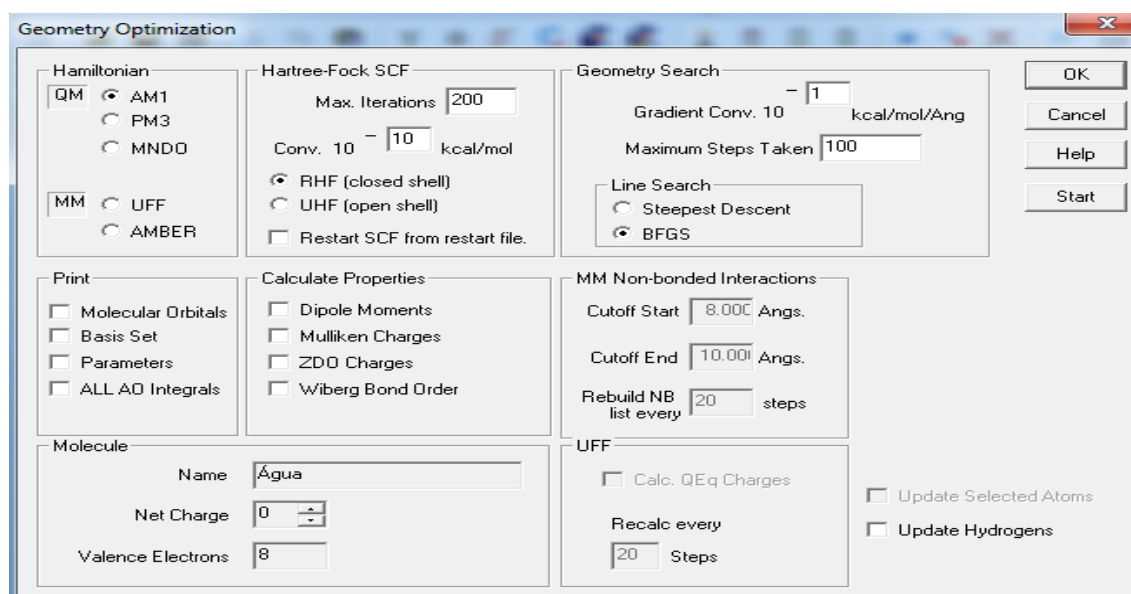 Geometry Optimization
Hamiltonian
QM AM1
PM3
MNDO
MM UFF
AMBER
Hartree-Fock SCF
Max. Iterations 200
Conv. 10 - 10 kcal/mol
RHF (closed shell)
UHF (open shell)
Restart SCF from restart file.
Geometry Search
Gradient Conv. 10 - 1 kcal/mol/Ang
Maximum Steps Taken 100
Line Search
Steepest Descent
BFGS
OK
Cancel
Help
Start
Print
Molecular Orbitals
Basis Set
Parameters
ALL AO Integrals
Calculate Properties
Dipole Moments
Mulliken Charges
ZDO Charges
Wiberg Bond Order
MM Non-bonded Interactions
Cutoff Start 8.000 Angs.
Cutoff End 10.00 Angs.
Rebuild NB
list every 20 steps
Molecule
Name Água
Net Charge 0
Valence Electrons 8
UFF
Calc. QEq Charges
Recalc every
20 Steps
Update Selected Atoms
Update Hydrogens